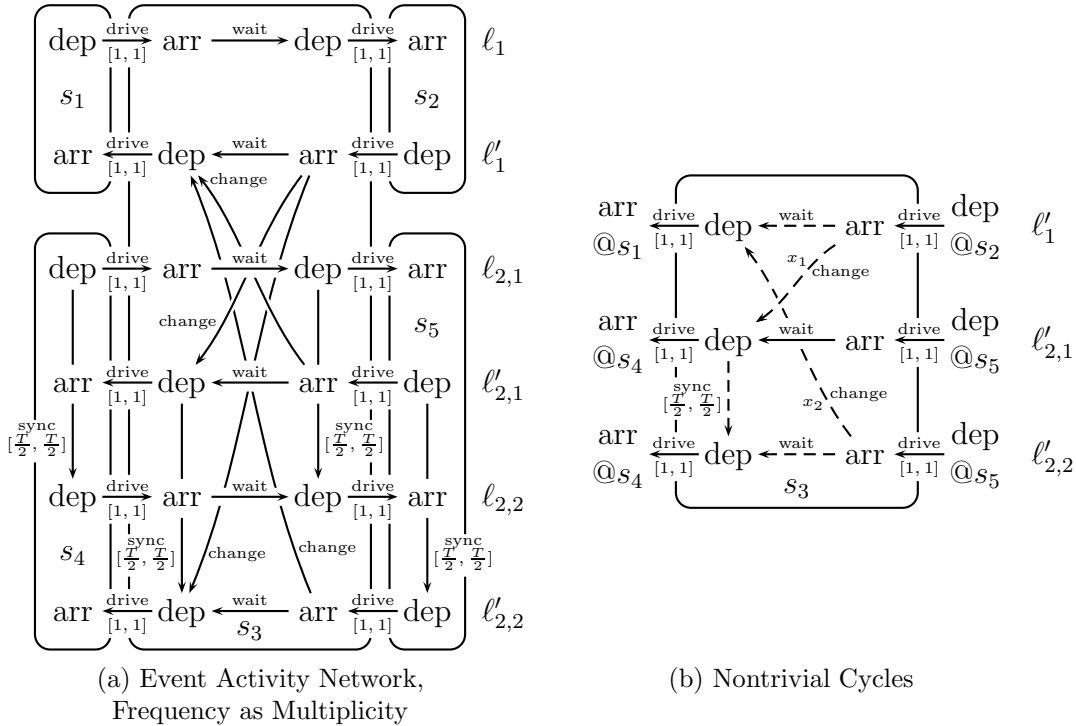 dep drive arr wait dep drive arr ℓ₁
[1, 1] [1, 1]
s₁ s₂
arr drive dep wait arr drive dep ℓ′₁
[1, 1] [1, 1]
change
dep drive arr wait dep drive arr ℓ₂,₁
[1, 1] [1, 1]
change s₅
arr drive dep wait arr drive dep ℓ′₂,₁
[1, 1] [1, 1]
sync sync
[T/2, T/2] [T/2, T/2]
dep drive arr wait dep drive arr ℓ₂,₂
[1, 1] [1, 1]
s₄ sync change change sync
[T/2, T/2] [T/2, T/2]
arr drive dep wait arr drive dep ℓ′₂,₂
[1, 1] s₃ [1, 1]
(a) Event Activity Network,
Frequency as Multiplicity
arr drive dep wait arr drive dep ℓ′₁
@s₁ [1, 1] [1, 1] @s₂
x₁ change
arr drive dep wait arr drive dep ℓ′₂,₁
@s₄ [1, 1] [1, 1] @s₅
sync x₂ change
[T/2, T/2]
arr drive dep wait arr drive dep ℓ′₂,₂
@s₄ [1, 1] s₃ [1, 1] @s₅
(b) Nontrivial Cycles